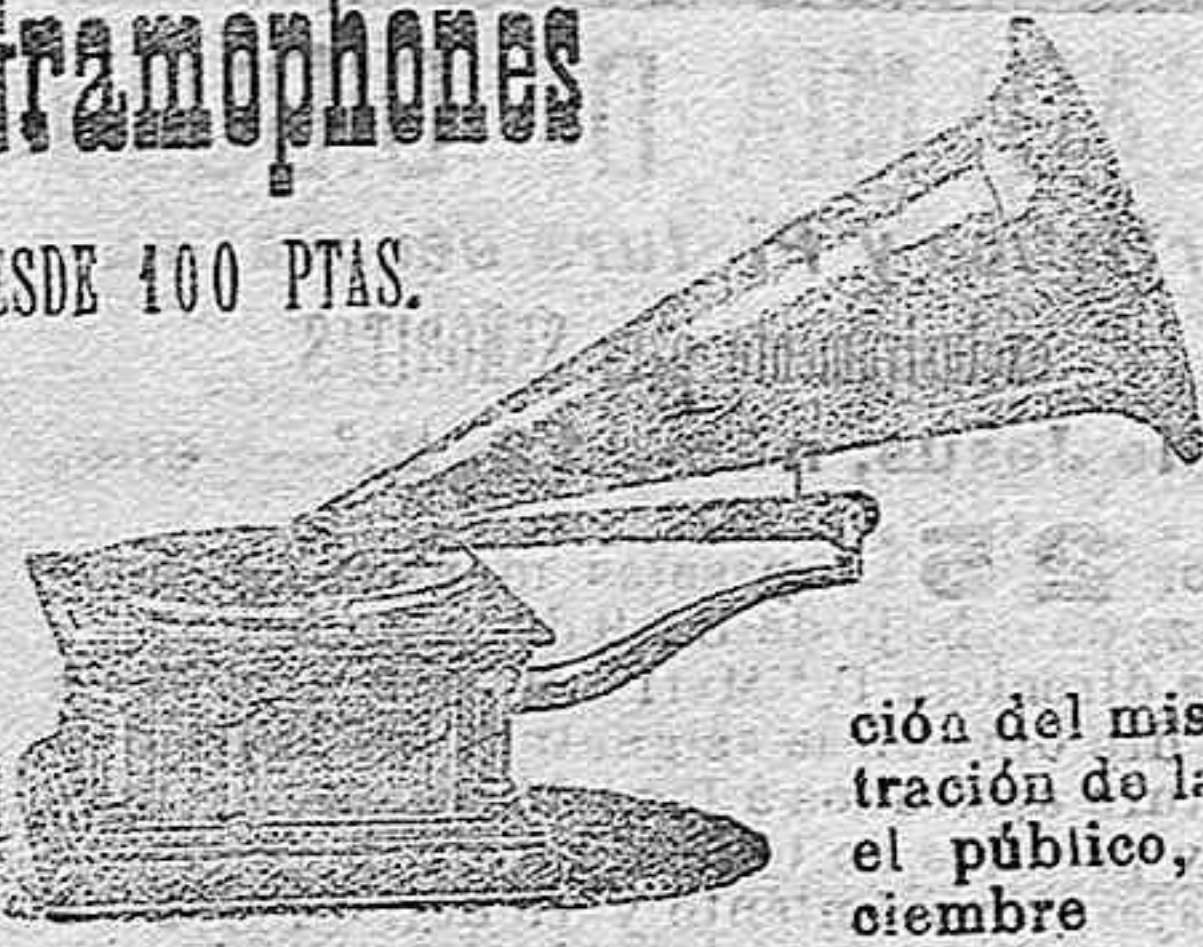 ramophones
ESDE 100 PTAS.
ción del mis
tración de la
el público,
ciembre